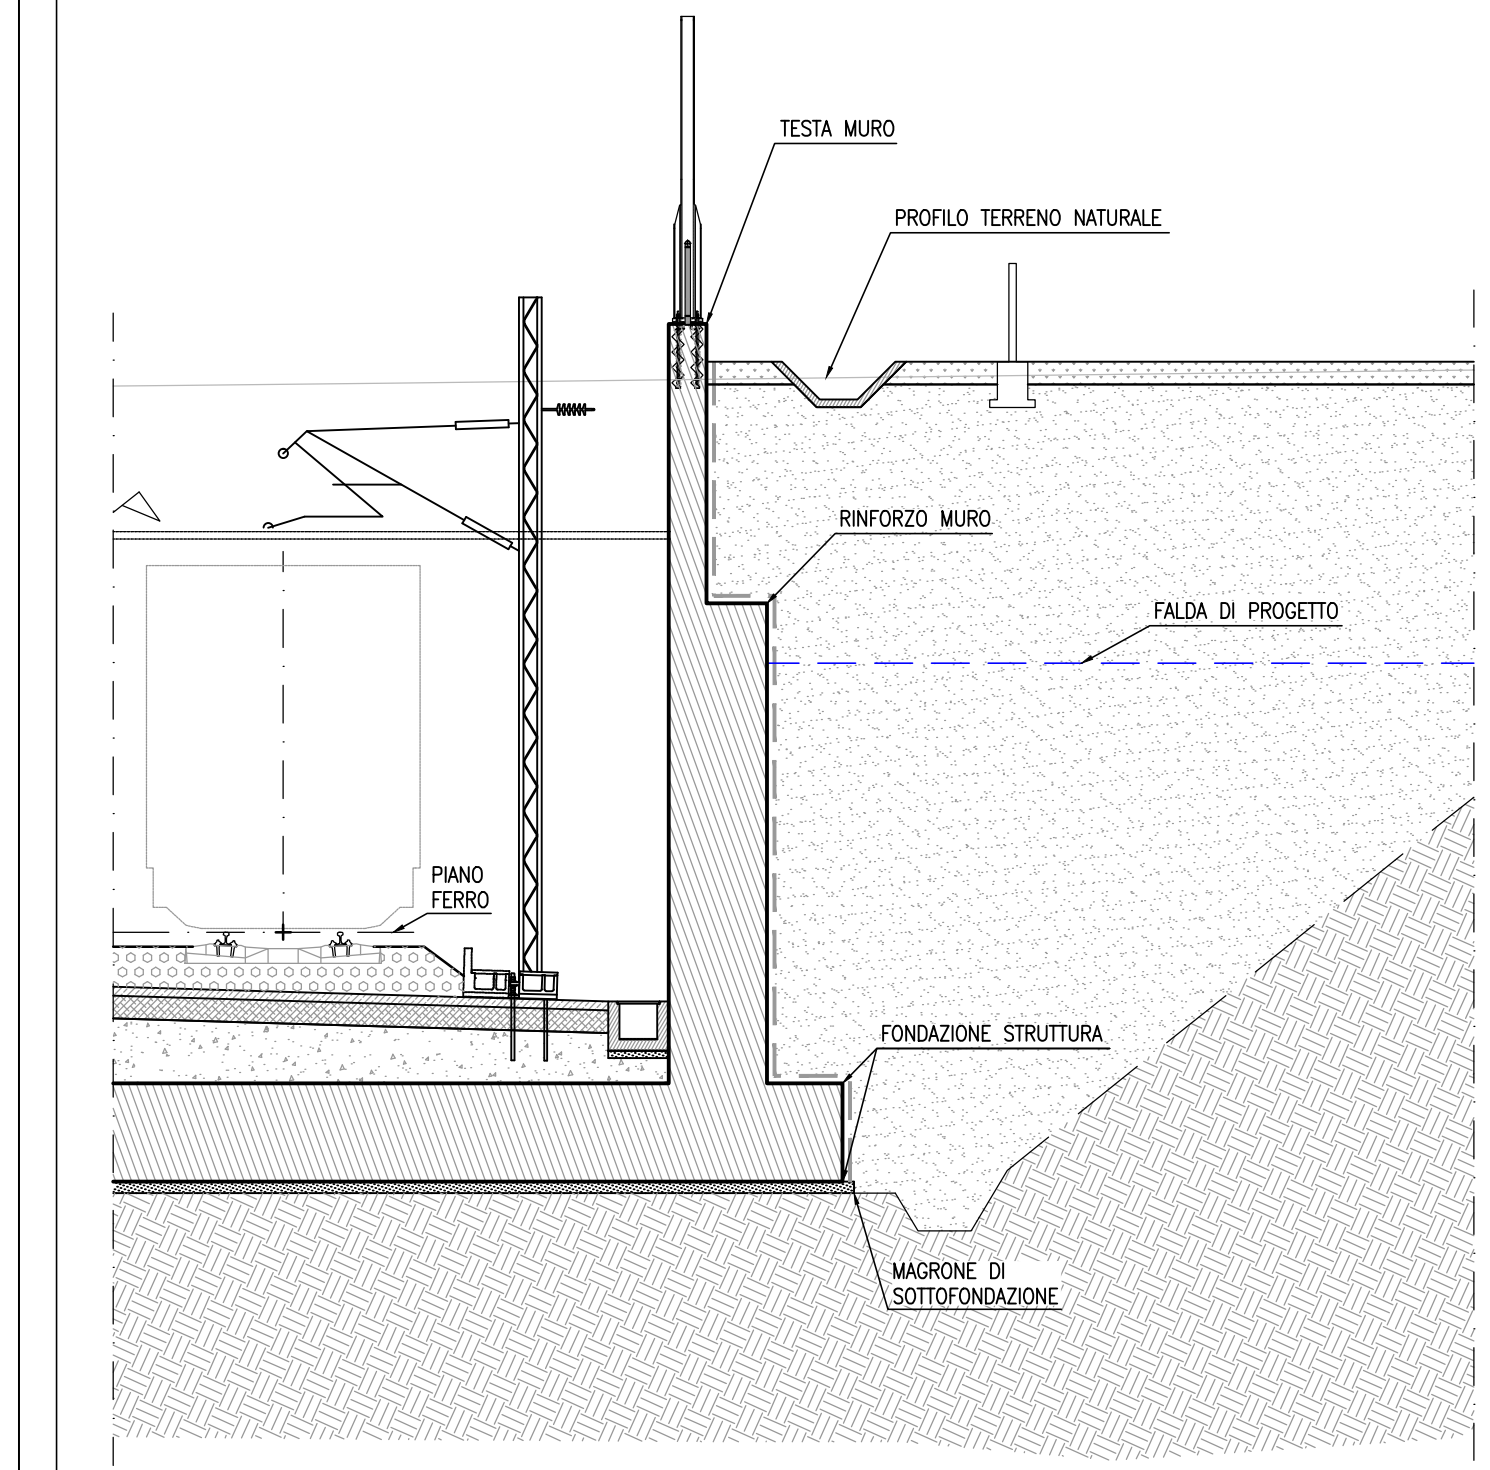 TESTA MURO
PROFILO TERRENO NATURALE
RINFORZO MURO
FALDA DI PROGETTO
PIANO
FERRO
FONDAZIONE STRUTTURA
MAGRONE DI
SOTTOFONDAZIONE